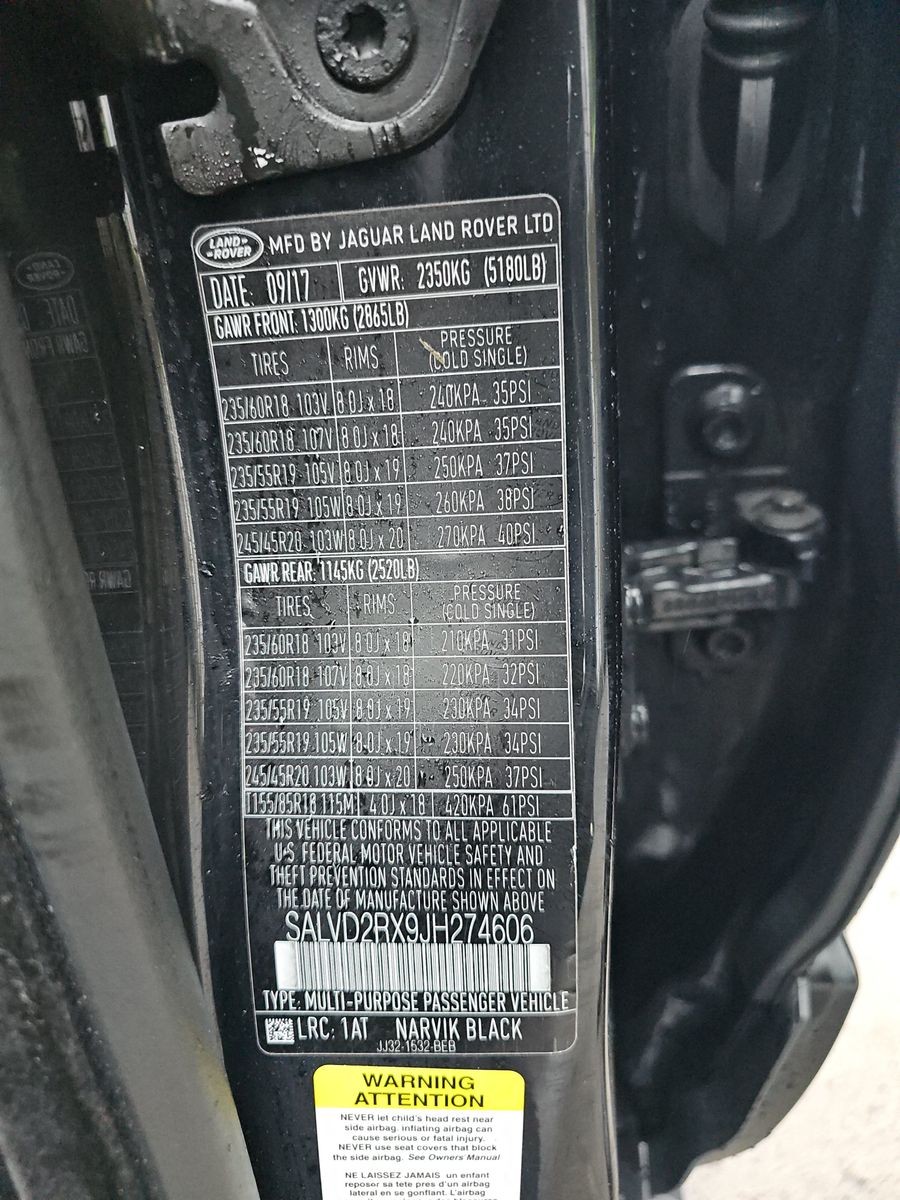 LAND ROVER MFD BY JAGUAR LAND ROVER LTD
DATE: 09/17 GVWR: 2350KG (5180LB)
GAWR FRONT: 1300KG (2865LB)
TIRES RIMS PRESSURE (COLD SINGLE)
235/60R18 103V 8.0J x 18 240KPA 35PSI
235/60R18 107V 8.0J x 18 240KPA 35PSI
235/55R19 105V 8.0J x 19 250KPA 37PSI
235/55R19 105W 8.0J x 19 260KPA 38PSI
245/45R20 103W 8.0J x 20 270KPA 40PSI
GAWR REAR: 1145KG (2520LB)
TIRES RIMS PRESSURE (COLD SINGLE)
235/60R18 103V 8.0J x 18 210KPA 31PSI
235/60R18 107V 8.0J x 18 220KPA 32PSI
235/55R19 105V 8.0J x 19 230KPA 34PSI
235/55R19 105W 8.0J x 19 230KPA 34PSI
245/45R20 103W 8.0J x 20 250KPA 37PSI
T155/85R18 115M 4.0J x 18 420KPA 61PSI
THIS VEHICLE CONFORMS TO ALL APPLICABLE
U.S. FEDERAL MOTOR VEHICLE SAFETY AND
THEFT PREVENTION STANDARDS IN EFFECT ON
THE DATE OF MANUFACTURE SHOWN ABOVE
SALVD2RX9JH274606
TYPE: MULTI-PURPOSE PASSENGER VEHICLE
LRC: 1AT NARVIK BLACK
JJ32-1532-BEB
WARNING
ATTENTION
NEVER let child's head rest near
side airbag, inflating airbag can
cause serious or fatal injury.
NEVER use seat covers that block
the side airbag. See Owners Manual
NE LAISSEZ JAMAIS un enfant
reposor sa tete pres d'un airbag
lateral en se gonflant. L'airbag